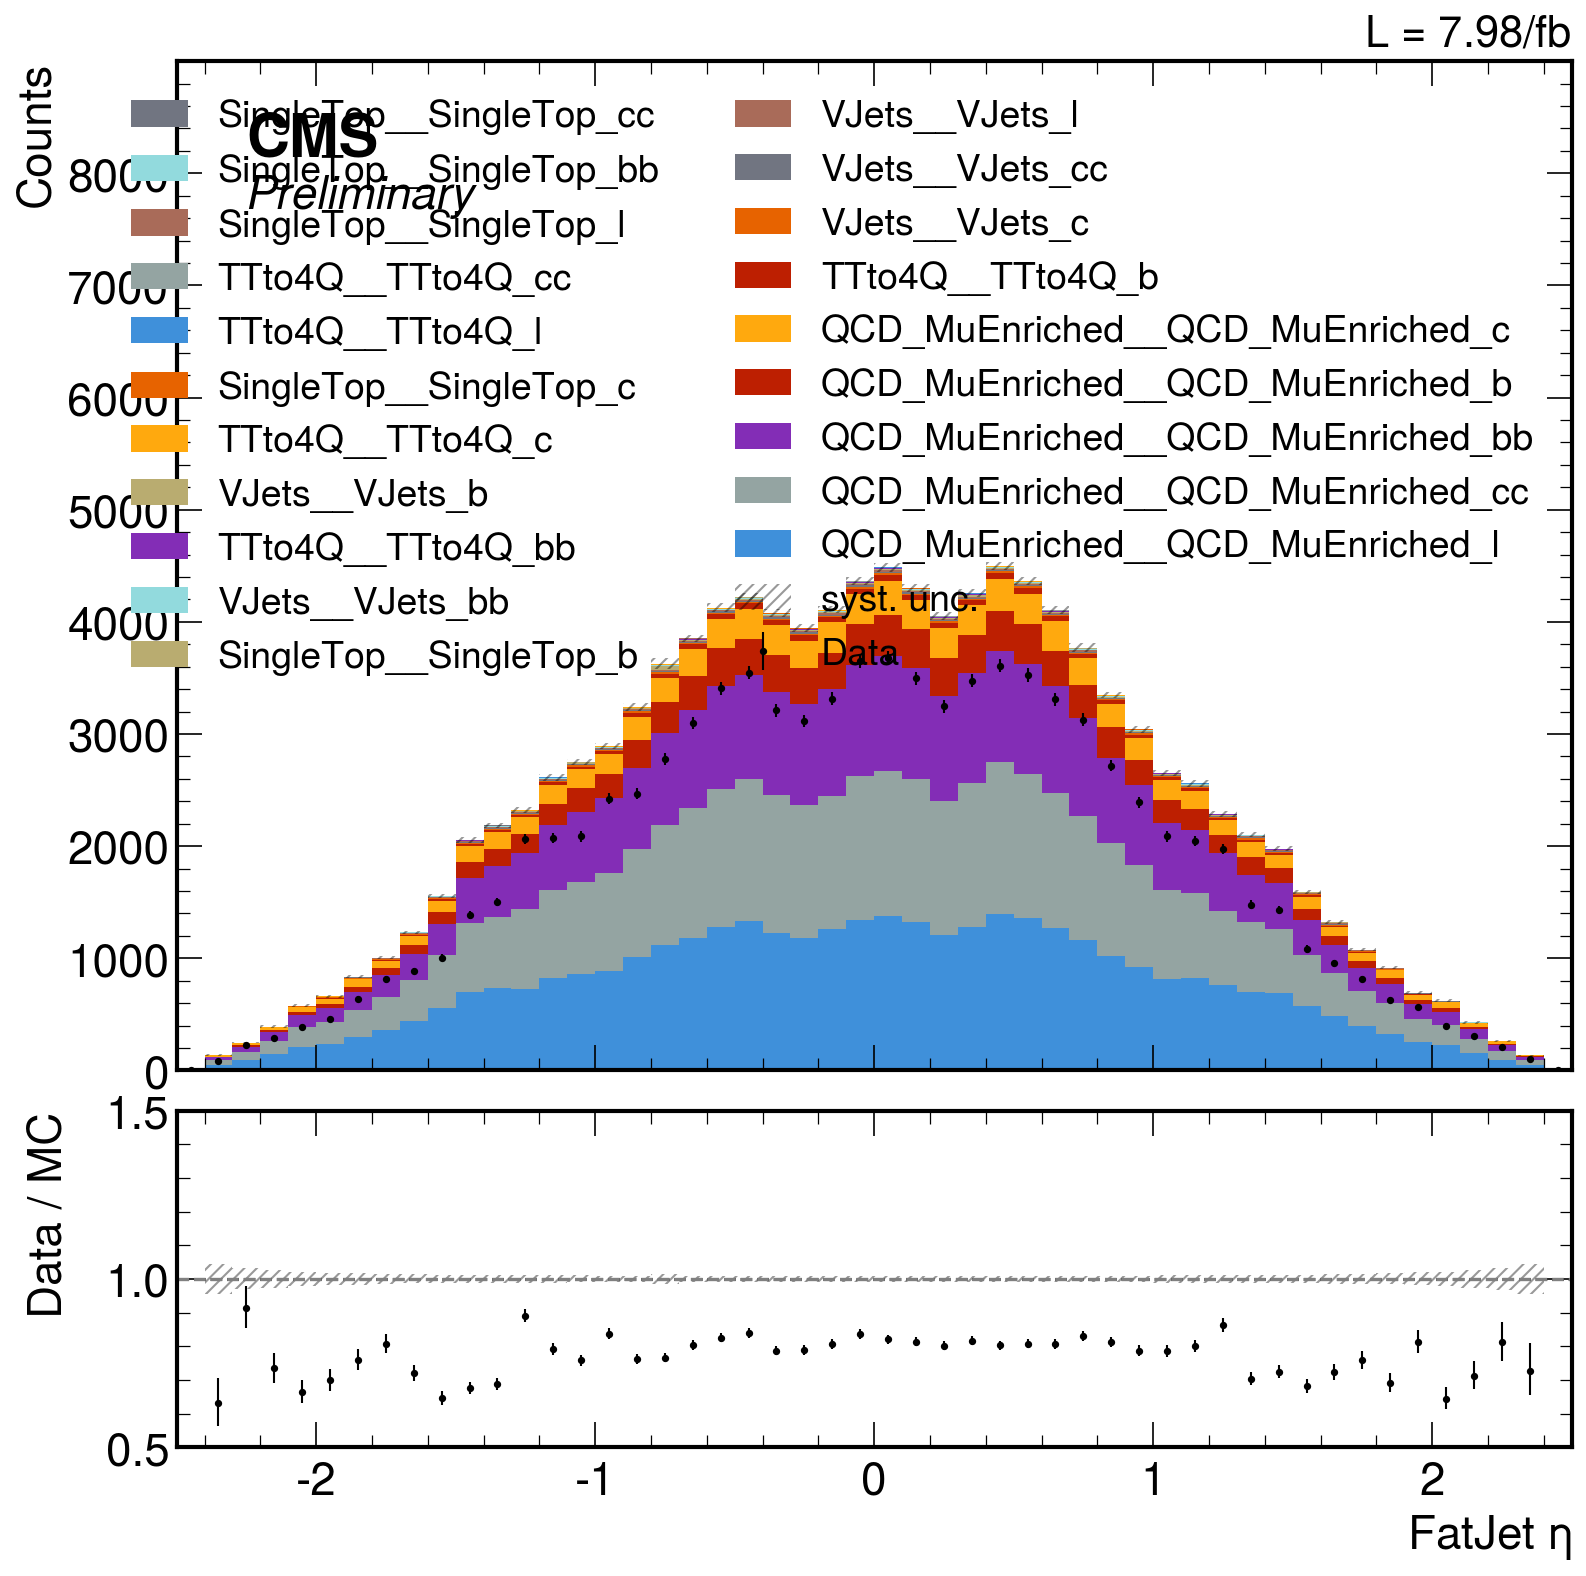 L = 7.98/fb
Counts
CMS
Preliminary
SingleTop__SingleTop_cc
SingleTop__SingleTop_bb
SingleTop__SingleTop_l
TTto4Q__TTto4Q_cc
TTto4Q__TTto4Q_l
SingleTop__SingleTop_c
TTto4Q__TTto4Q_c
VJets__VJets_b
TTto4Q__TTto4Q_bb
VJets__VJets_bb
SingleTop__SingleTop_b
VJets__VJets_l
VJets__VJets_cc
VJets__VJets_c
TTto4Q__TTto4Q_b
QCD_MuEnriched__QCD_MuEnriched_c
QCD_MuEnriched__QCD_MuEnriched_b
QCD_MuEnriched__QCD_MuEnriched_bb
QCD_MuEnriched__QCD_MuEnriched_cc
QCD_MuEnriched__QCD_MuEnriched_l
syst. unc.
Data
8000
7000
6000
5000
4000
3000
2000
1000
0
Data / MC
1.5
1.0
0.5
-2 -1 0 1 2
FatJet η